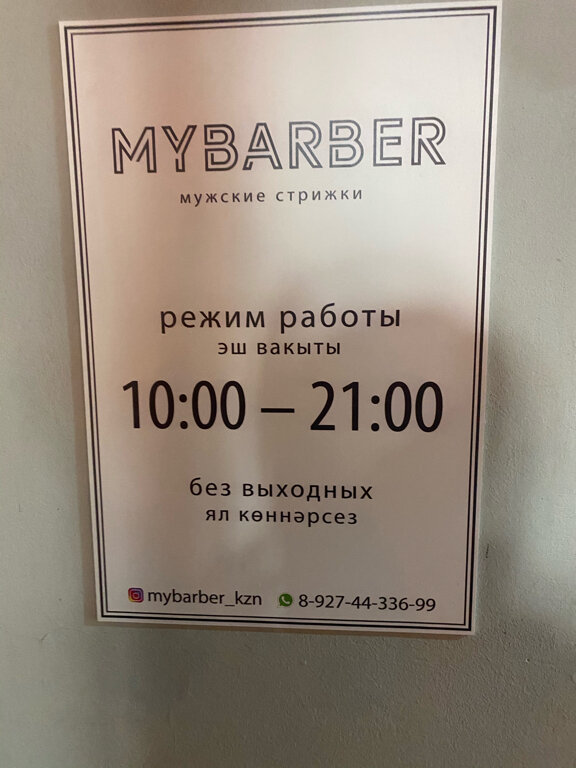 MYBARBER
мужские стрижки
режим работы
эш вакыты
10:00 – 21:00
без выходных
ял көннәрсез
mybarber_kzn 8-927-44-336-99